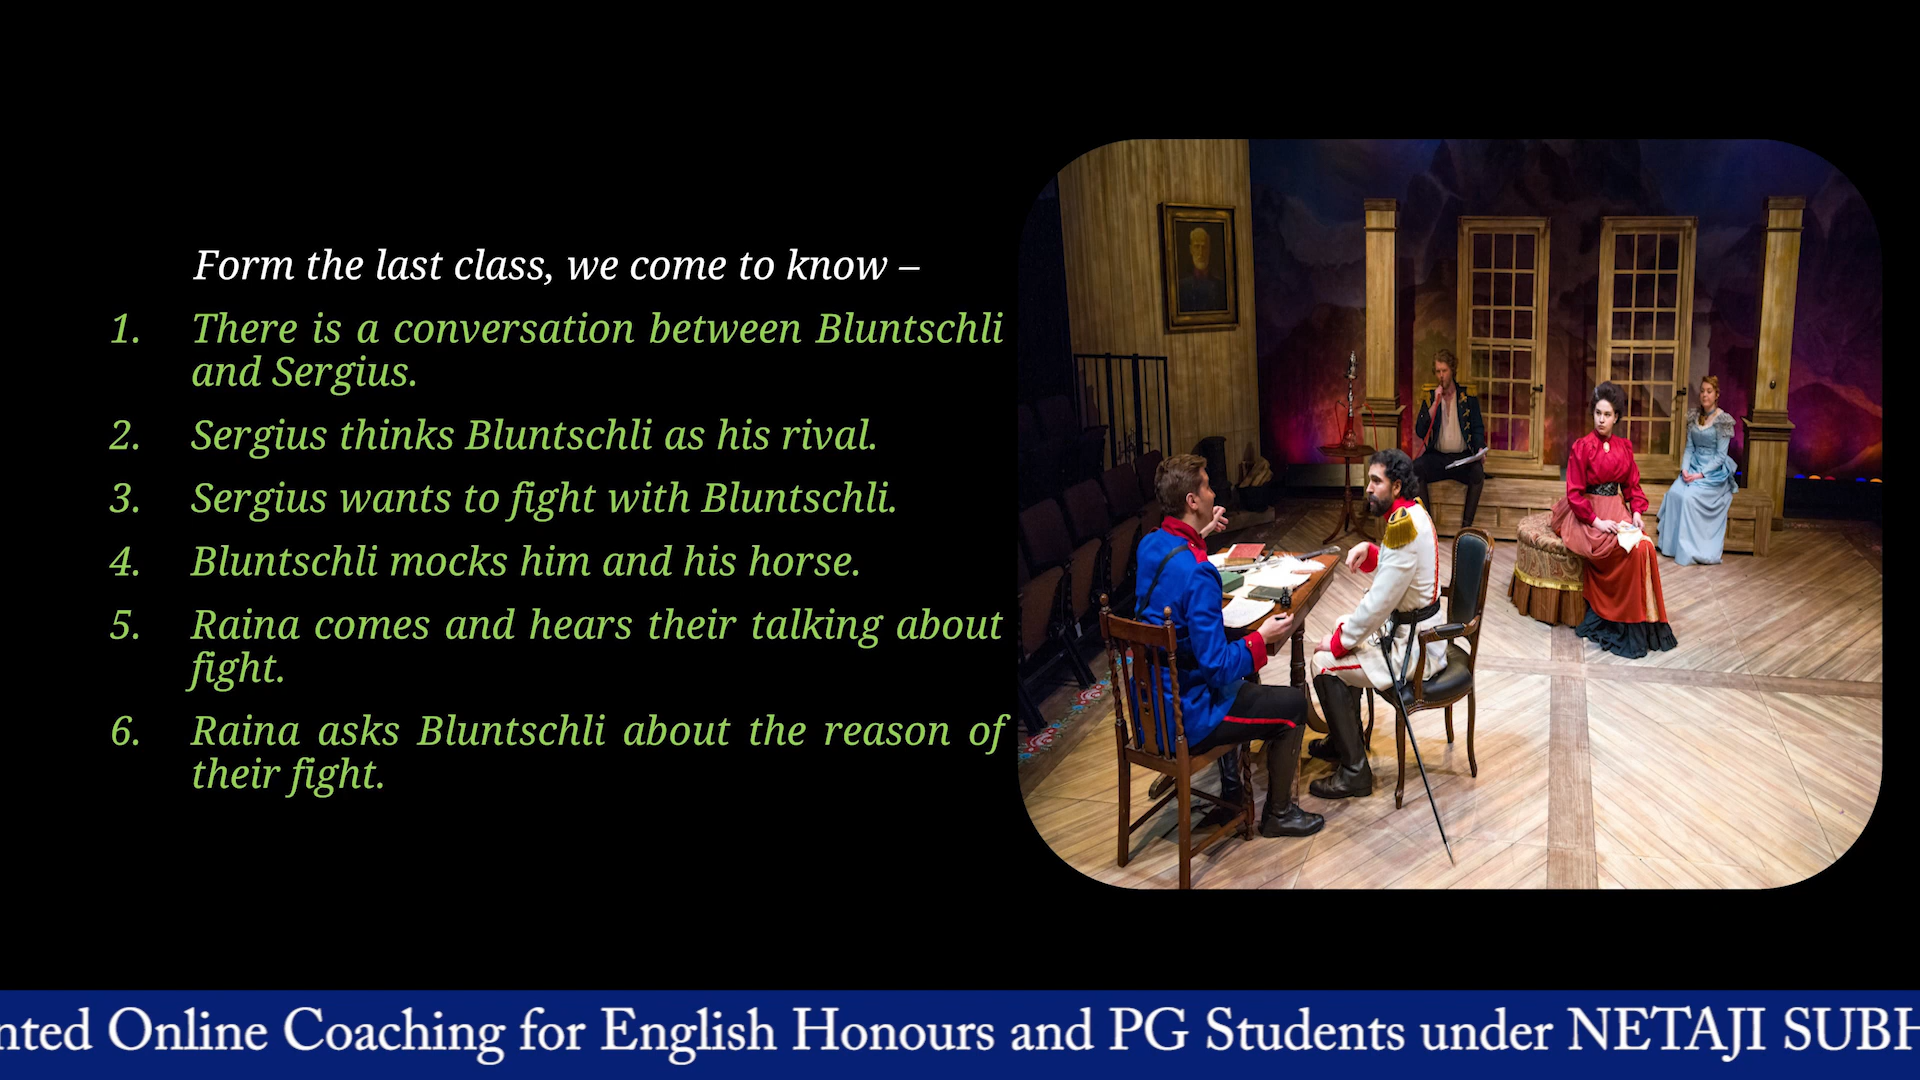 Form the last class, we come to know –
1. There is a conversation between Bluntschli
and Sergius.
2. Sergius thinks Bluntschli as his rival.
3. Sergius wants to fight with Bluntschli.
4. Bluntschli mocks him and his horse.
5. Raina comes and hears their talking about
fight.
6. Raina asks Bluntschli about the reason of
their fight.
Online Coaching for English Honours and PG Students under NETAJI